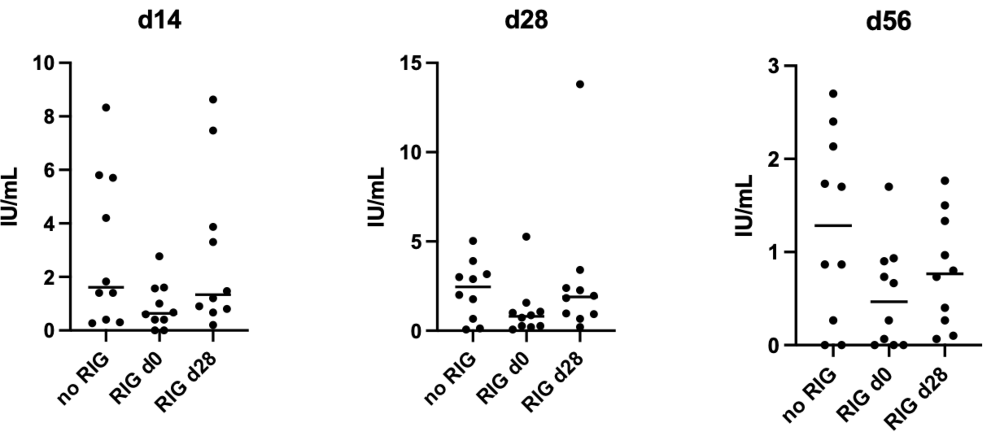 d14
10
8
6
4
2
0
IU/mL
no RIG
RIG d0
RIG d28
d28
15
10
5
0
IU/mL
no RIG
RIG d0
RIG d28
d56
3
2
1
0
IU/mL
no RIG
RIG d0
RIG d28